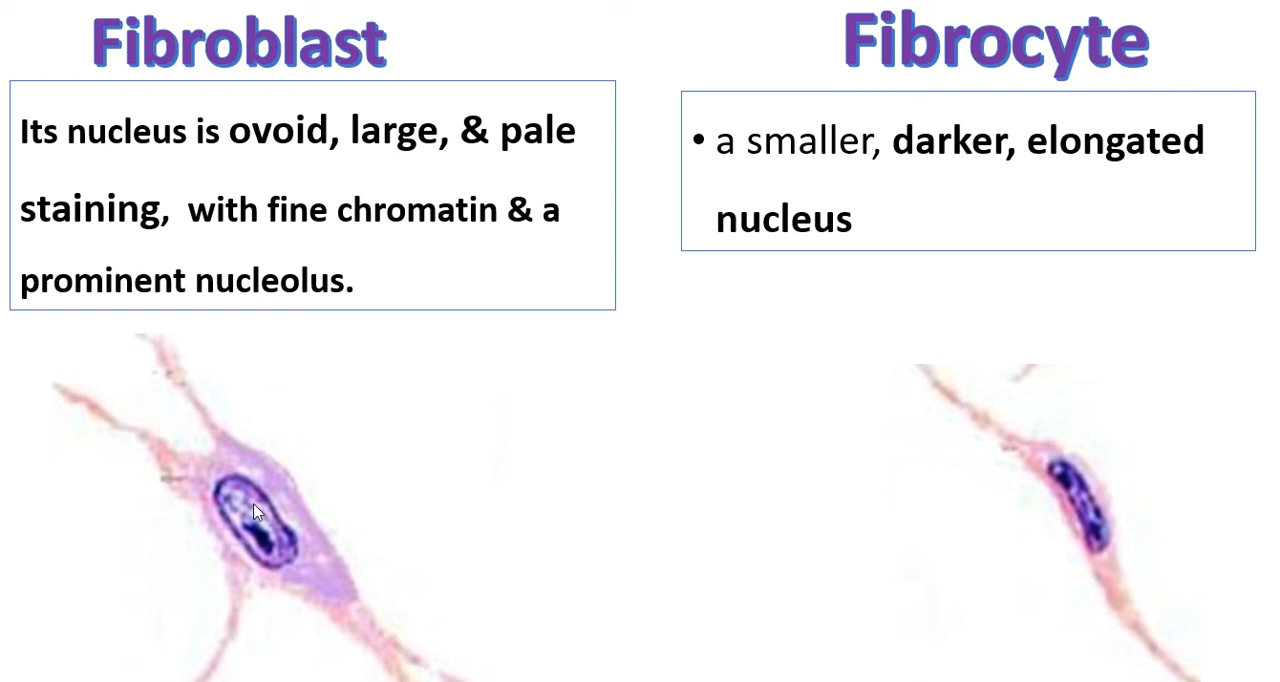 Fibroblast
Its nucleus is ovoid, large, & pale
staining, with fine chromatin & a
prominent nucleolus.
Fibrocyte
• a smaller, darker, elongated
nucleus